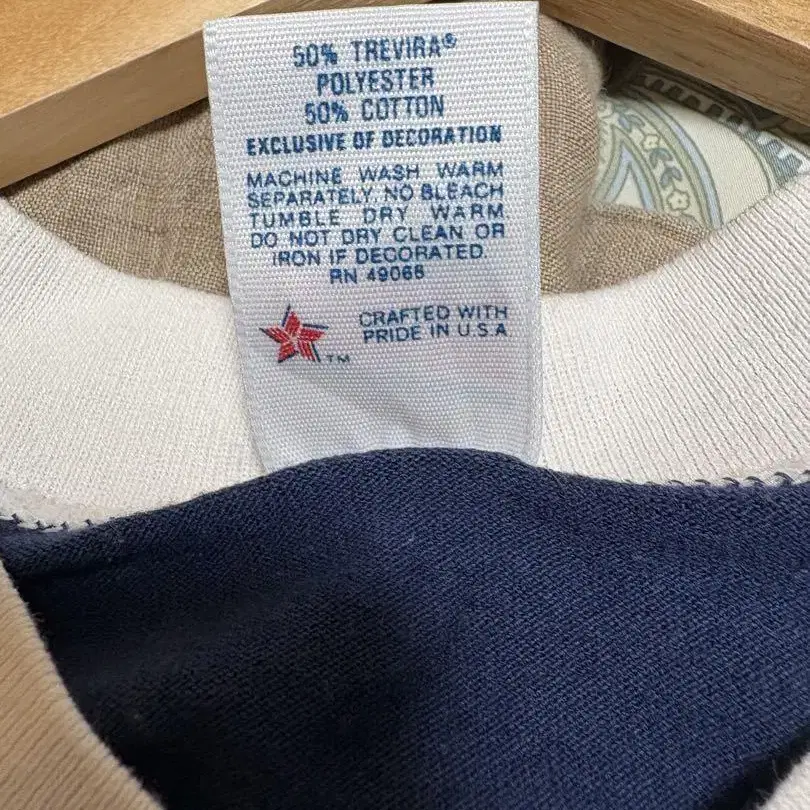 50% TREVIRA®
POLYESTER
50% COTTON
EXCLUSIVE OF DECORATION
MACHINE WASH WARM
SEPARATELY. NO BLEACH
TUMBLE DRY WARM
DO NOT DRY CLEAN OR
IRON IF DECORATED.
RN 49068
CRAFTED WITH
PRIDE IN U.S.A
TM